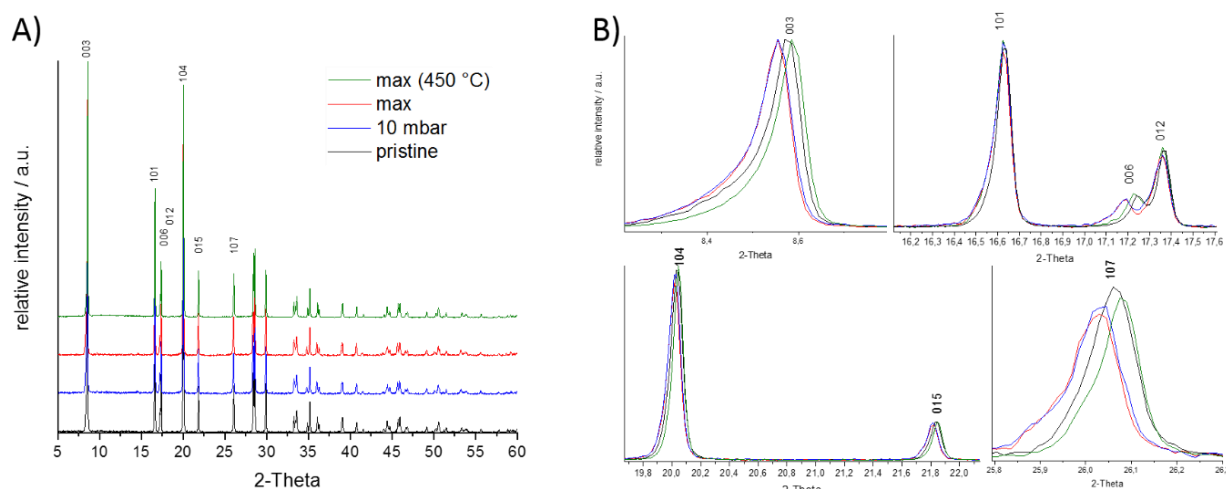 A)
B)
003
101
006
012
104
015
107
max (450 °C)
max
10 mbar
pristine
relative intensity / a.u.
5 10 15 20 25 30 35 40 45 50 55 60
2-Theta
relative intensity / a.u.
003
8,4 8,6
2-Theta
101
006
012
16,2 16,3 16,4 16,5 16,6 16,7 16,8 16,9 17,0 17,1 17,2 17,3 17,4 17,5 17,6
2-Theta
104
015
20,0 20,2 20,4 20,6 20,8 21,0 21,2 21,4 21,6 21,8 22,0
2-Theta
107
25,9 26,0 26,1 26,2
2-Theta